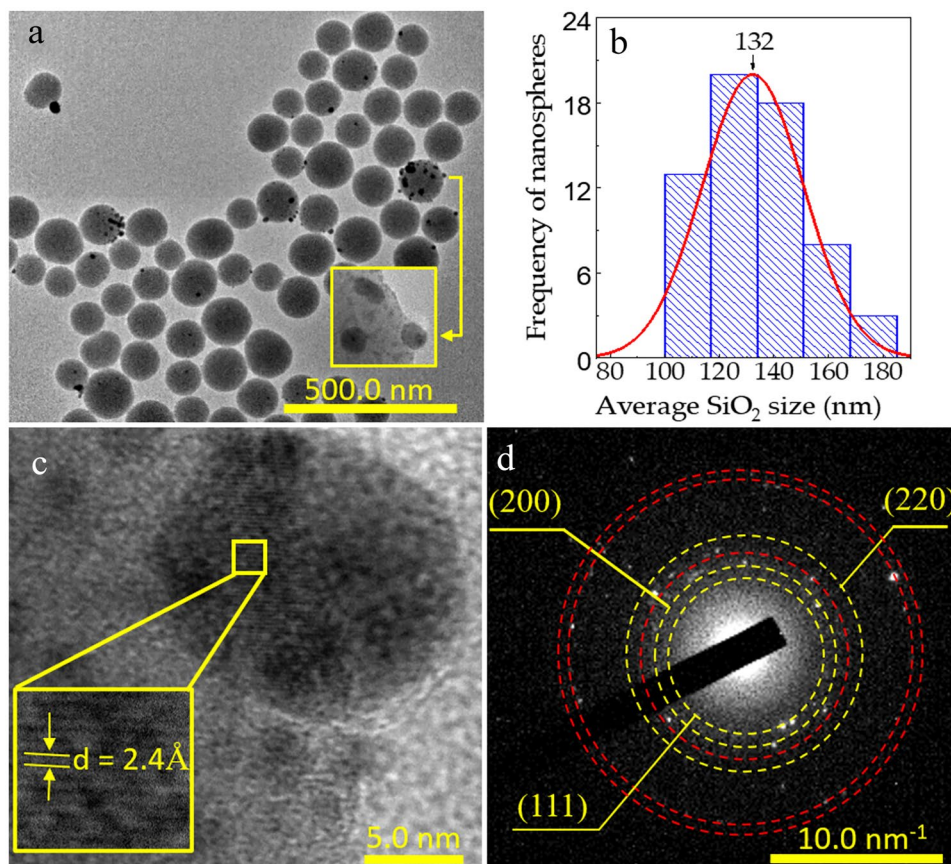 a
500.0 nm
b
132
24
18
12
6
0
80 100 120 140 160 180
Frequency of nanospheres
Average SiO₂ size (nm)
c
d = 2.4Å
5.0 nm
d
(200)
(220)
(111)
10.0 nm⁻¹